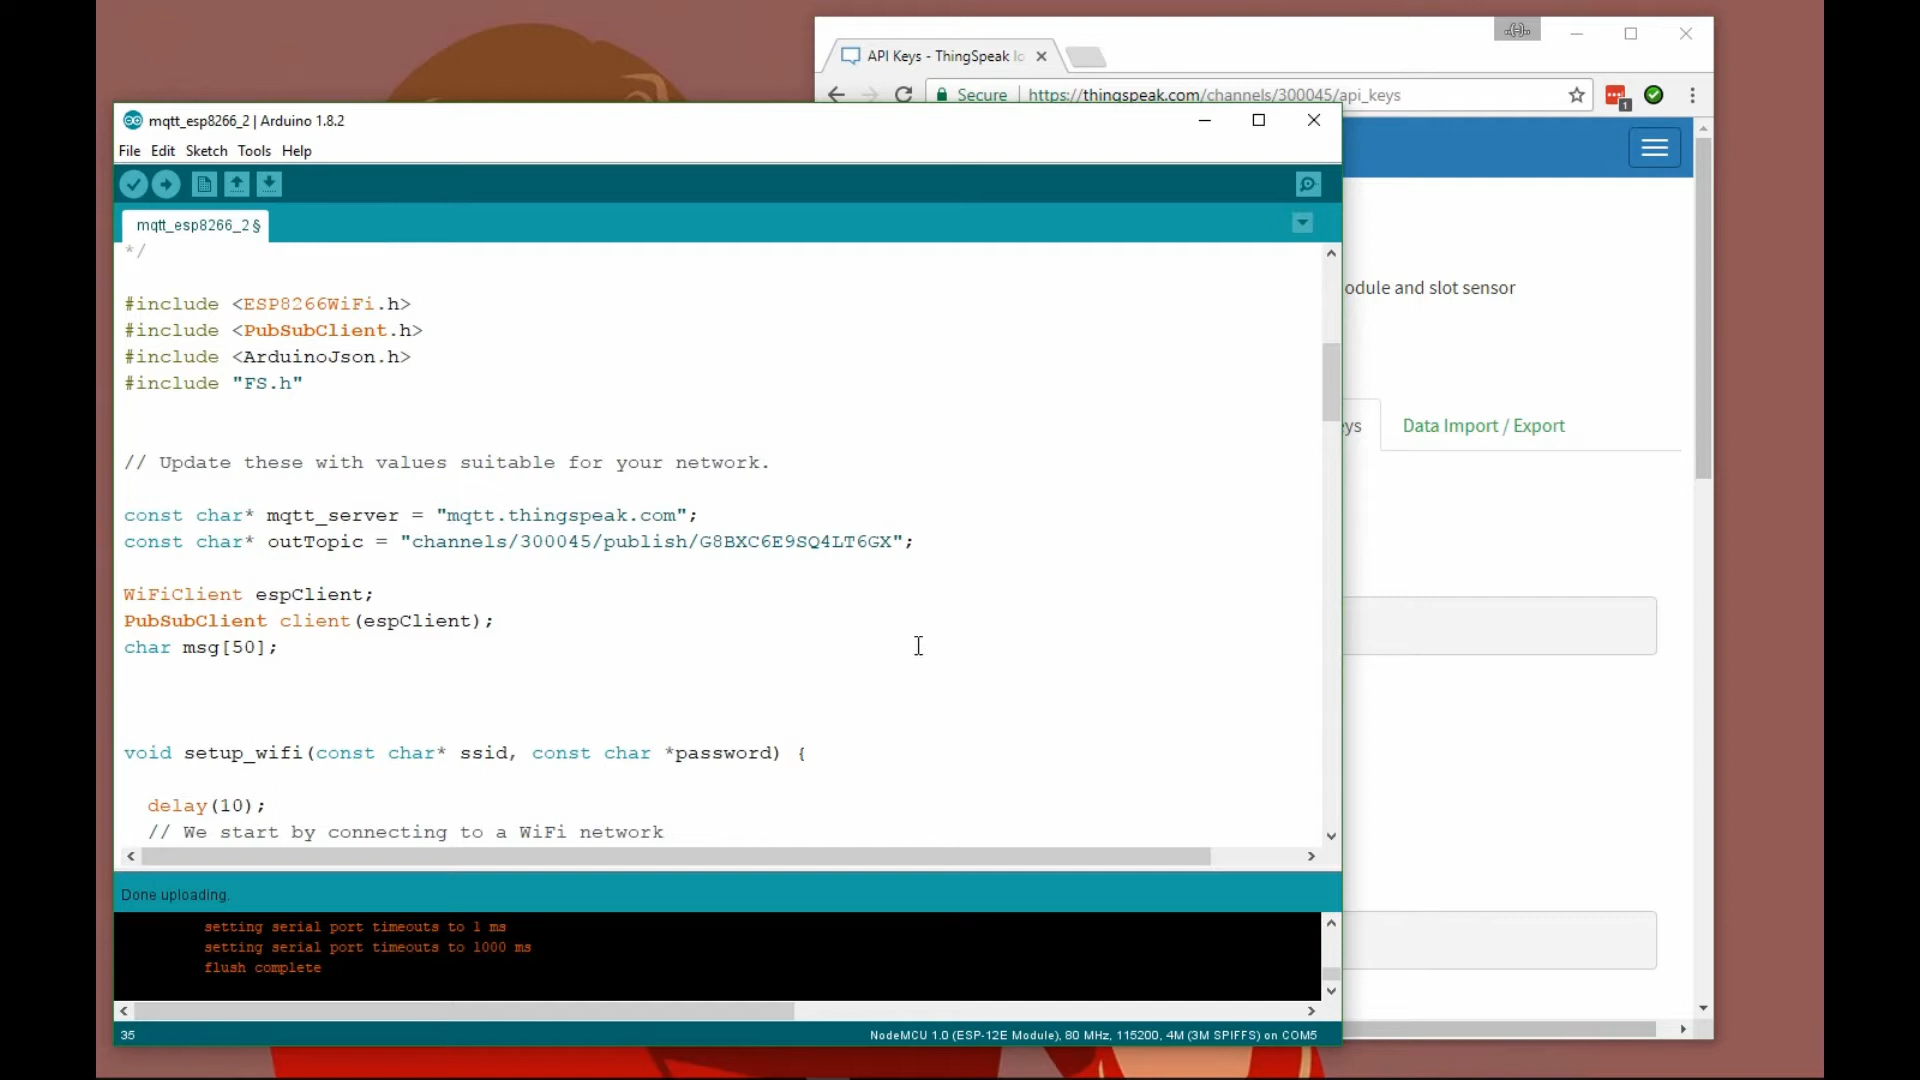 API Keys - ThingSpeak Io
Secure | https://thingspeak.com/channels/300045/api_keys
1
mqtt_esp8266_2 | Arduino 1.8.2
File Edit Sketch Tools Help
mqtt_esp8266_2 §
*/
#include <ESP8266WiFi.h>
#include <PubSubClient.h>
#include <ArduinoJson.h>
#include "FS.h"
// Update these with values suitable for your network.
const char* mqtt_server = "mqtt.thingspeak.com";
const char* outTopic = "channels/300045/publish/G8BXC6E9SQ4LT6GX";
WiFiClient espClient;
PubSubClient client(espClient);
char msg[50];
void setup_wifi(const char* ssid, const char *password) {
delay(10);
// We start by connecting to a WiFi network
Done uploading.
setting serial port timeouts to 1 ms
setting serial port timeouts to 1000 ms
flush complete
35
NodeMCU 1.0 (ESP-12E Module), 80 MHz, 115200, 4M (3M SPIFFS) on COM5
odule and slot sensor
ys
Data Import / Export